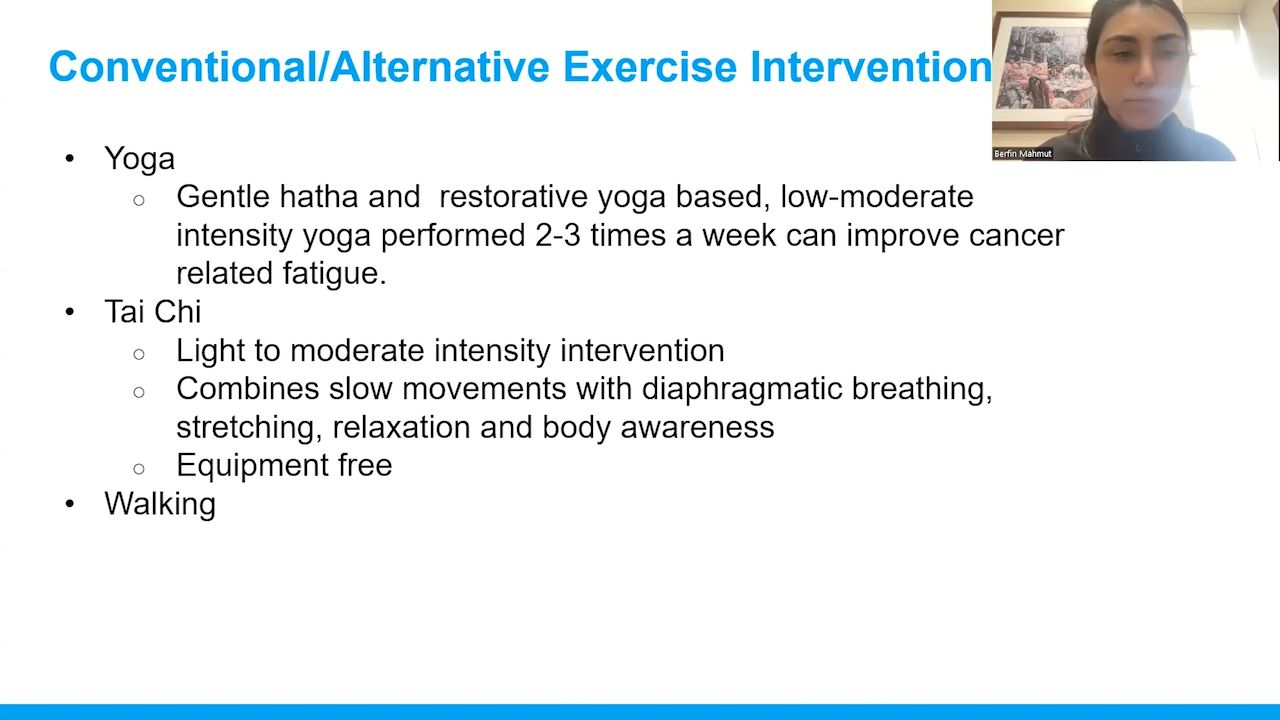 Conventional/Alternative Exercise Intervention
• Yoga
○ Gentle hatha and  restorative yoga based, low-moderate
intensity yoga performed 2-3 times a week can improve cancer
related fatigue.
• Tai Chi
○ Light to moderate intensity intervention
○ Combines slow movements with diaphragmatic breathing,
stretching, relaxation and body awareness
○ Equipment free
• Walking
Berfin Mahmut